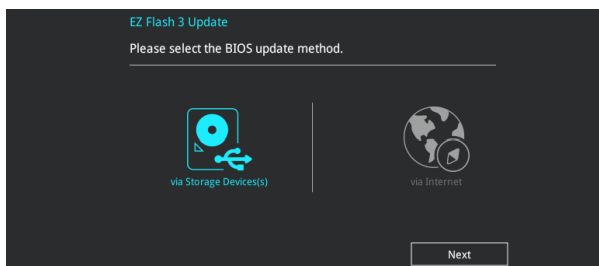 EZ Flash 3 Update
Please select the BIOS update method.
via Storage Devices(s)
via Internet
Next